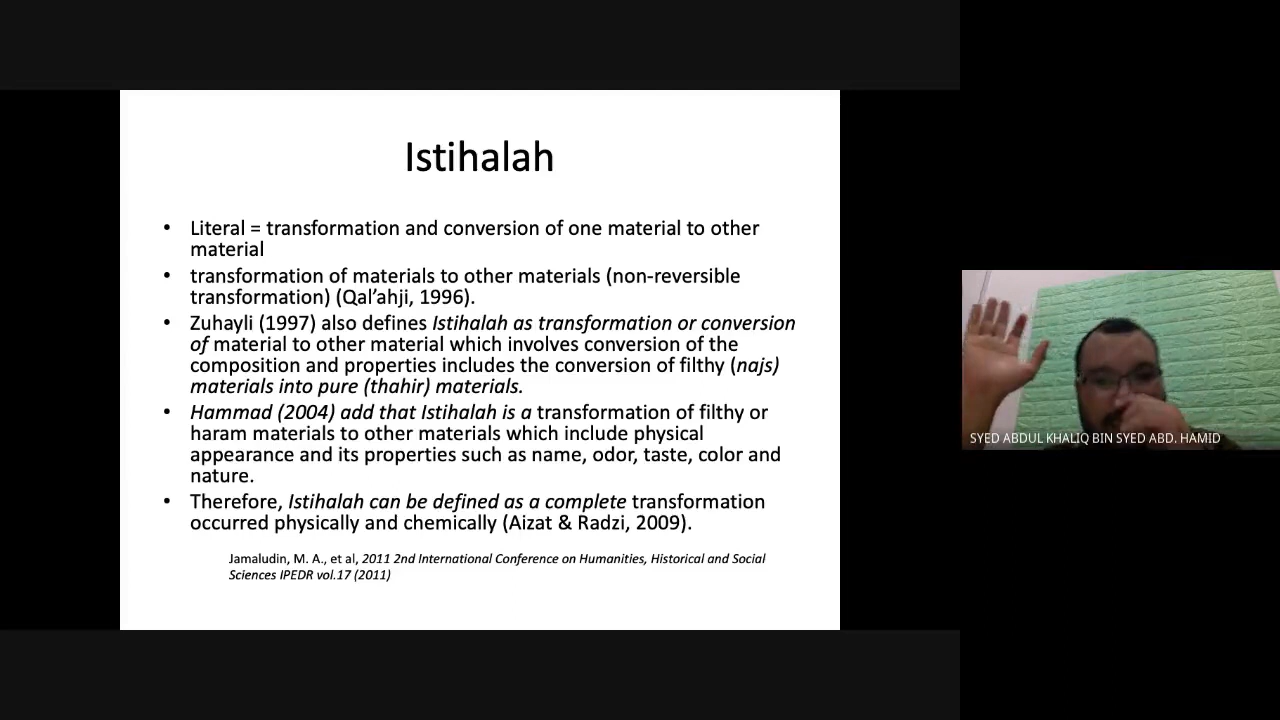 Istihalah
• Literal = transformation and conversion of one material to other
material
• transformation of materials to other materials (non-reversible
transformation) (Qal’ahji, 1996).
• Zuhayli (1997) also defines Istihalah as transformation or conversion
of material to other material which involves conversion of the
composition and properties includes the conversion of filthy (najs)
materials into pure (thahir) materials.
• Hammad (2004) add that Istihalah is a transformation of filthy or
haram materials to other materials which include physical
appearance and its properties such as name, odor, taste, color and
nature.
• Therefore, Istihalah can be defined as a complete transformation
occurred physically and chemically (Aizat & Radzi, 2009).
Jamaludin, M. A., et al, 2011 2nd International Conference on Humanities, Historical and Social
Sciences IPEDR vol.17 (2011)
SYED ABDUL KHALIQ BIN SYED ABD. HAMID